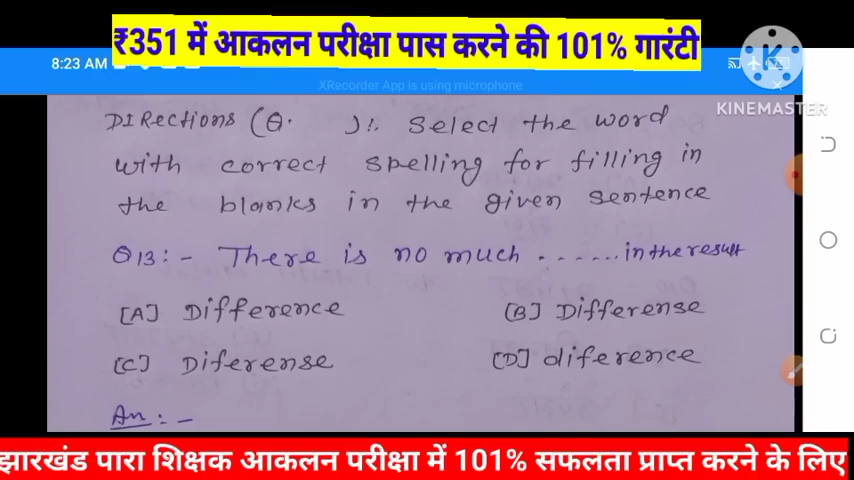 ₹351 में आकलन परीक्षा पास करने की 101% गारंटी
8:23 AM
XRecorder App is using microphone
KINEMASTER
DIRections (Q. ):. Select the word
with correct spelling for filling in
the blanks in the given sentence
Q13:- There is no much ....... in the result
[A] Difference [B] Differense
[C] Diferense [D] diference
An:-
झारखंड पारा शिक्षक आकलन परीक्षा में 101% सफलता प्राप्त करने के लिए